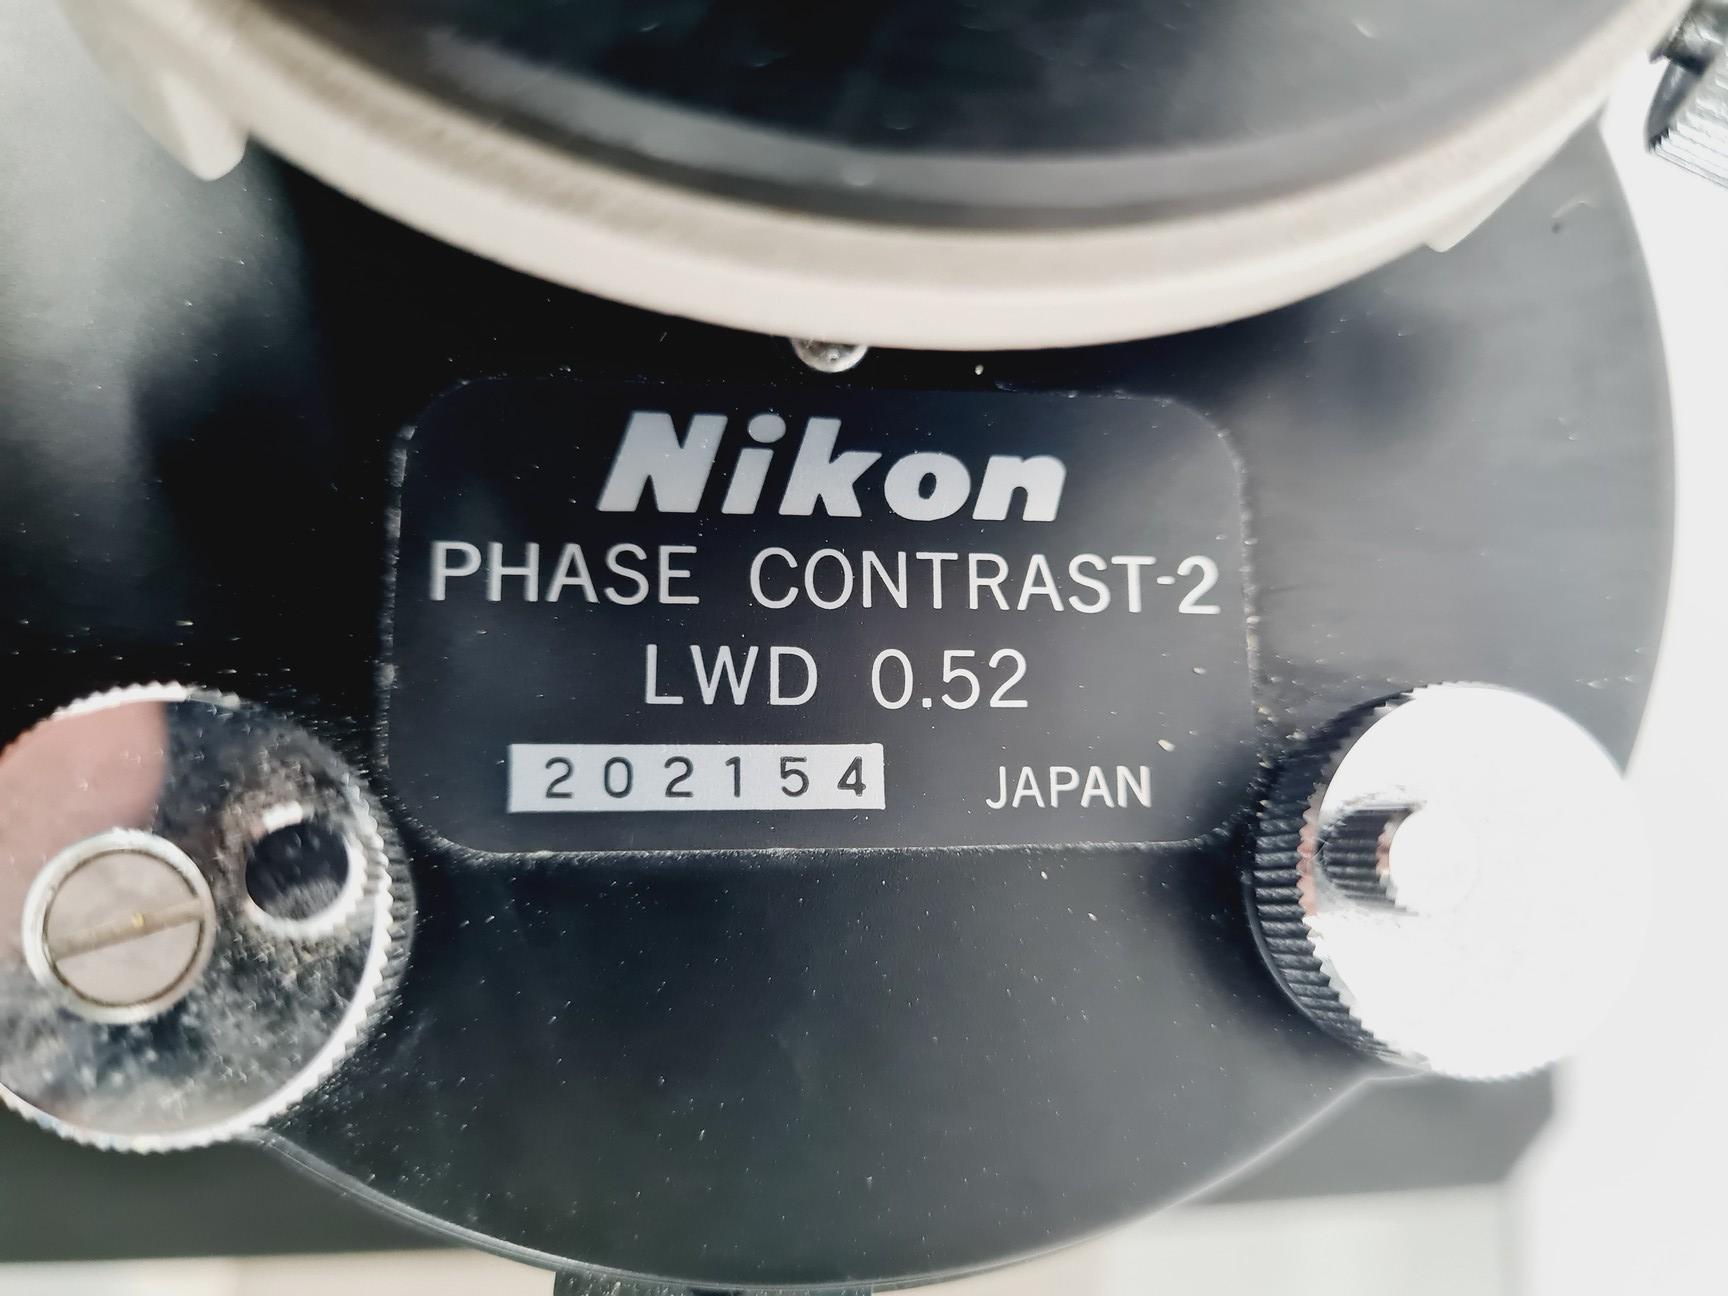 Nikon
PHASE CONTRAST-2
LWD 0.52
202154 JAPAN